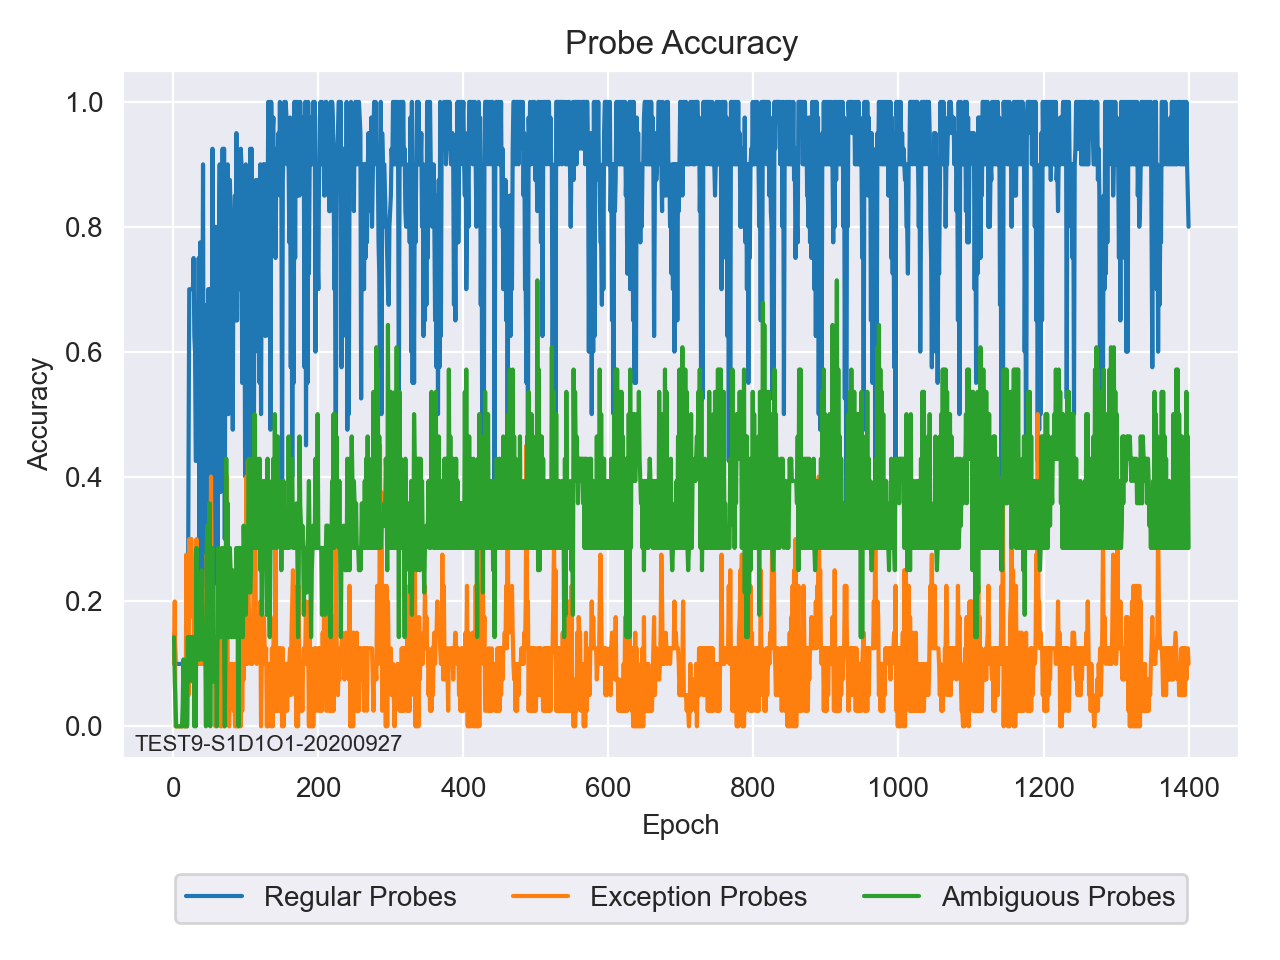 Probe Accuracy
1.0
0.8
0.6
0.4
0.2
0.0
Accuracy
TEST9-S1D1O1-20200927
0 200 400 600 800 1000 1200 1400
Epoch
Regular Probes Exception Probes Ambiguous Probes